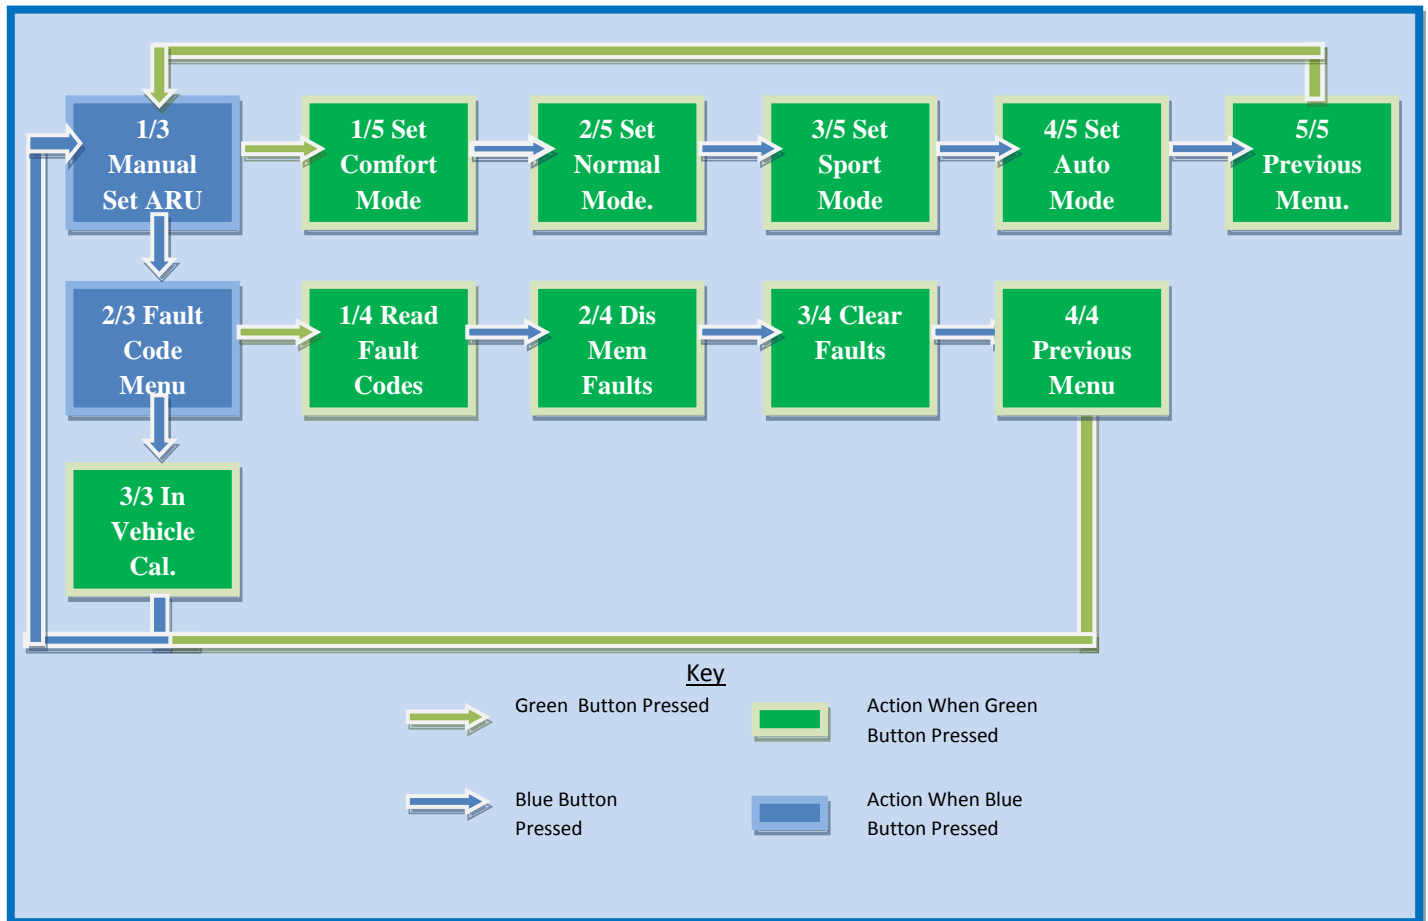 1/3
Manual
Set ARU
1/5 Set
Comfort
Mode
2/5 Set
Normal
Mode.
3/5 Set
Sport
Mode
4/5 Set
Auto
Mode
5/5
Previous
Menu.
2/3 Fault
Code
Menu
1/4 Read
Fault
Codes
2/4 Dis
Mem
Faults
3/4 Clear
Faults
4/4
Previous
Menu
3/3 In
Vehicle
Cal.
Key
Green  Button Pressed
Action When Green
Button Pressed
Blue Button
Pressed
Action When Blue
Button Pressed